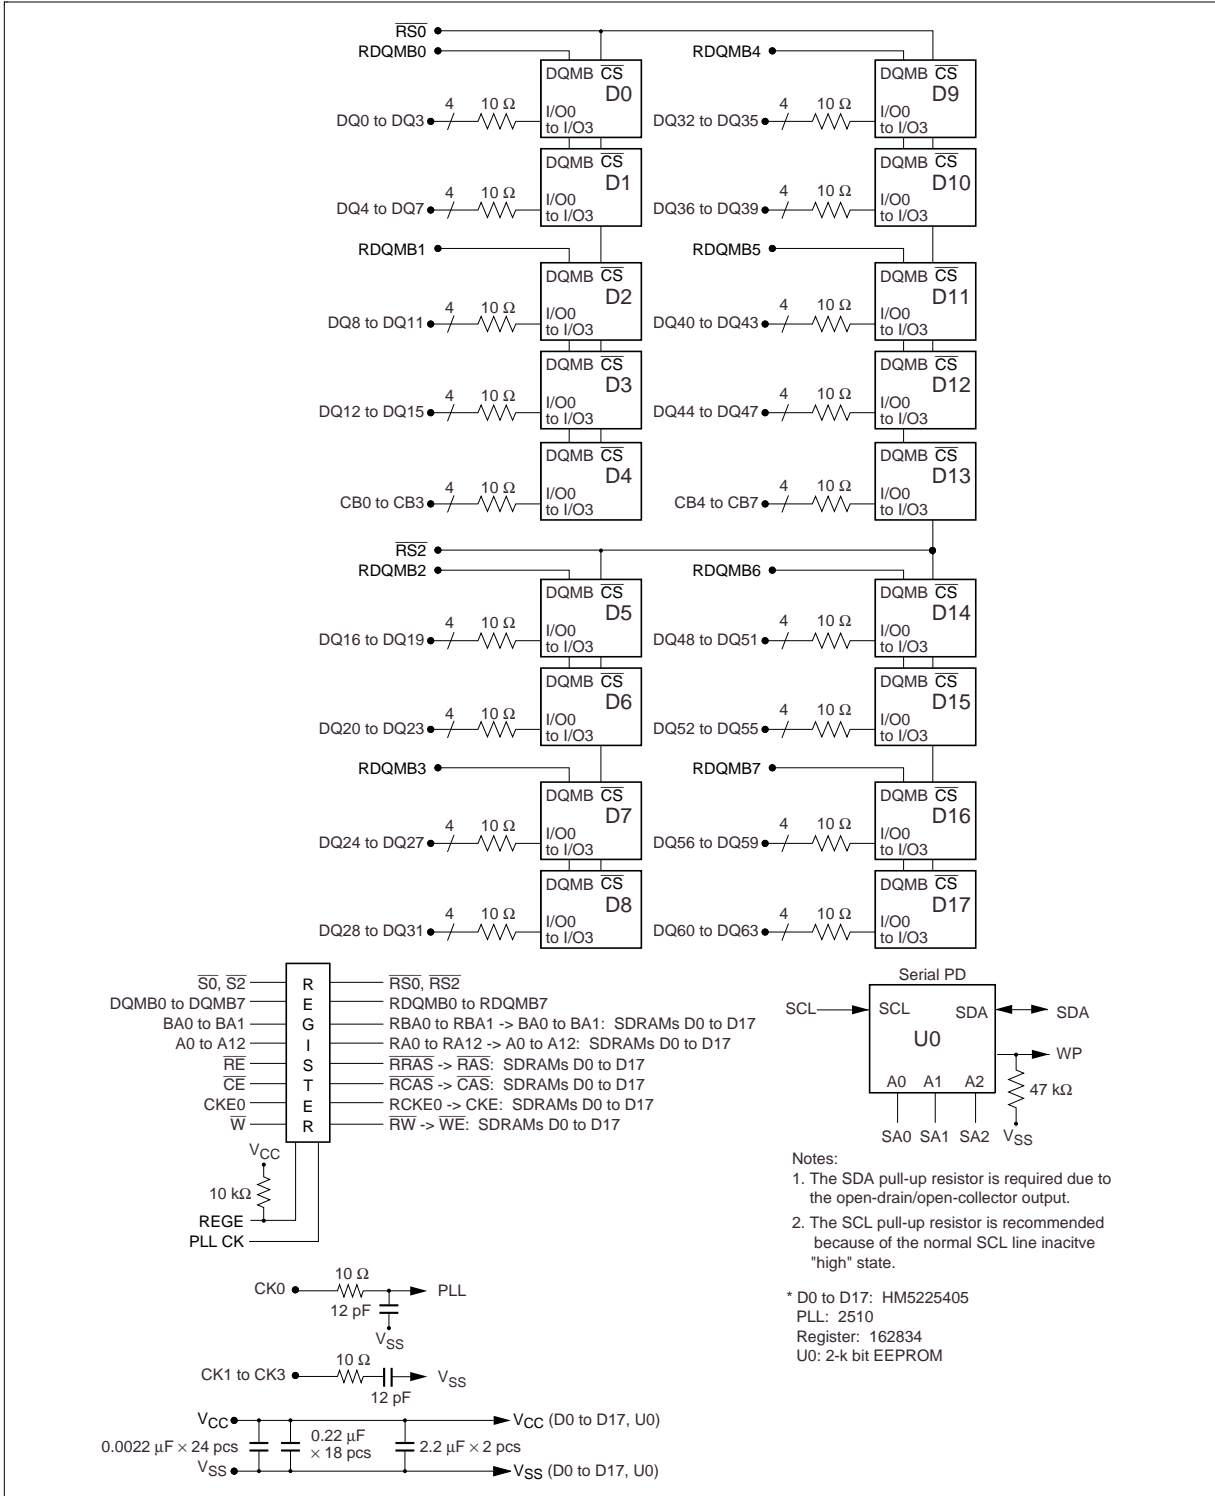 RS0
RDQMB0 RDQMB4
DQMB CS DQMB CS
D0 D9
4 10 Ω 4 10 Ω
DQ0 to DQ3 I/O0 to I/O3 DQ32 to DQ35 I/O0 to I/O3
DQMB CS DQMB CS
D1 D10
4 10 Ω 4 10 Ω
DQ4 to DQ7 I/O0 to I/O3 DQ36 to DQ39 I/O0 to I/O3
RDQMB1 RDQMB5
DQMB CS DQMB CS
D2 D11
4 10 Ω 4 10 Ω
DQ8 to DQ11 I/O0 to I/O3 DQ40 to DQ43 I/O0 to I/O3
DQMB CS DQMB CS
D3 D12
4 10 Ω 4 10 Ω
DQ12 to DQ15 I/O0 to I/O3 DQ44 to DQ47 I/O0 to I/O3
DQMB CS DQMB CS
D4 D13
4 10 Ω 4 10 Ω
CB0 to CB3 I/O0 to I/O3 CB4 to CB7 I/O0 to I/O3
RS2
RDQMB2 RDQMB6
DQMB CS DQMB CS
D5 D14
4 10 Ω 4 10 Ω
DQ16 to DQ19 I/O0 to I/O3 DQ48 to DQ51 I/O0 to I/O3
DQMB CS DQMB CS
D6 D15
4 10 Ω 4 10 Ω
DQ20 to DQ23 I/O0 to I/O3 DQ52 to DQ55 I/O0 to I/O3
RDQMB3 RDQMB7
DQMB CS DQMB CS
D7 D16
4 10 Ω 4 10 Ω
DQ24 to DQ27 I/O0 to I/O3 DQ56 to DQ59 I/O0 to I/O3
DQMB CS DQMB CS
D8 D17
4 10 Ω 4 10 Ω
DQ28 to DQ31 I/O0 to I/O3 DQ60 to DQ63 I/O0 to I/O3
S0, S2 R RS0, RS2
DQMB0 to DQMB7 E RDQMB0 to RDQMB7
BA0 to BA1 G RBA0 to RBA1 -> BA0 to BA1: SDRAMs D0 to D17
A0 to A12 I RA0 to RA12 -> A0 to A12: SDRAMs D0 to D17
RE S RRAS -> RAS: SDRAMs D0 to D17
CE T RCAS -> CAS: SDRAMs D0 to D17
CKE0 E RCKE0 -> CKE: SDRAMs D0 to D17
W R RW -> WE: SDRAMs D0 to D17
VCC
10 kΩ
REGE
PLL CK
Serial PD
SCL SCL SDA SDA
U0
WP
A0 A1 A2
47 kΩ
SA0 SA1 SA2 VSS
Notes:
1. The SDA pull-up resistor is required due to
the open-drain/open-collector output.
2. The SCL pull-up resistor is recommended
because of the normal SCL line inacitve
"high" state.
* D0 to D17: HM5225405
PLL: 2510
Register: 162834
U0: 2-k bit EEPROM
10 Ω
CK0 PLL
12 pF
VSS
10 Ω
CK1 to CK3 VSS
12 pF
VCC VCC (D0 to D17, U0)
0.0022 μF × 24 pcs 0.22 μF × 18 pcs 2.2 μF × 2 pcs
VSS VSS (D0 to D17, U0)